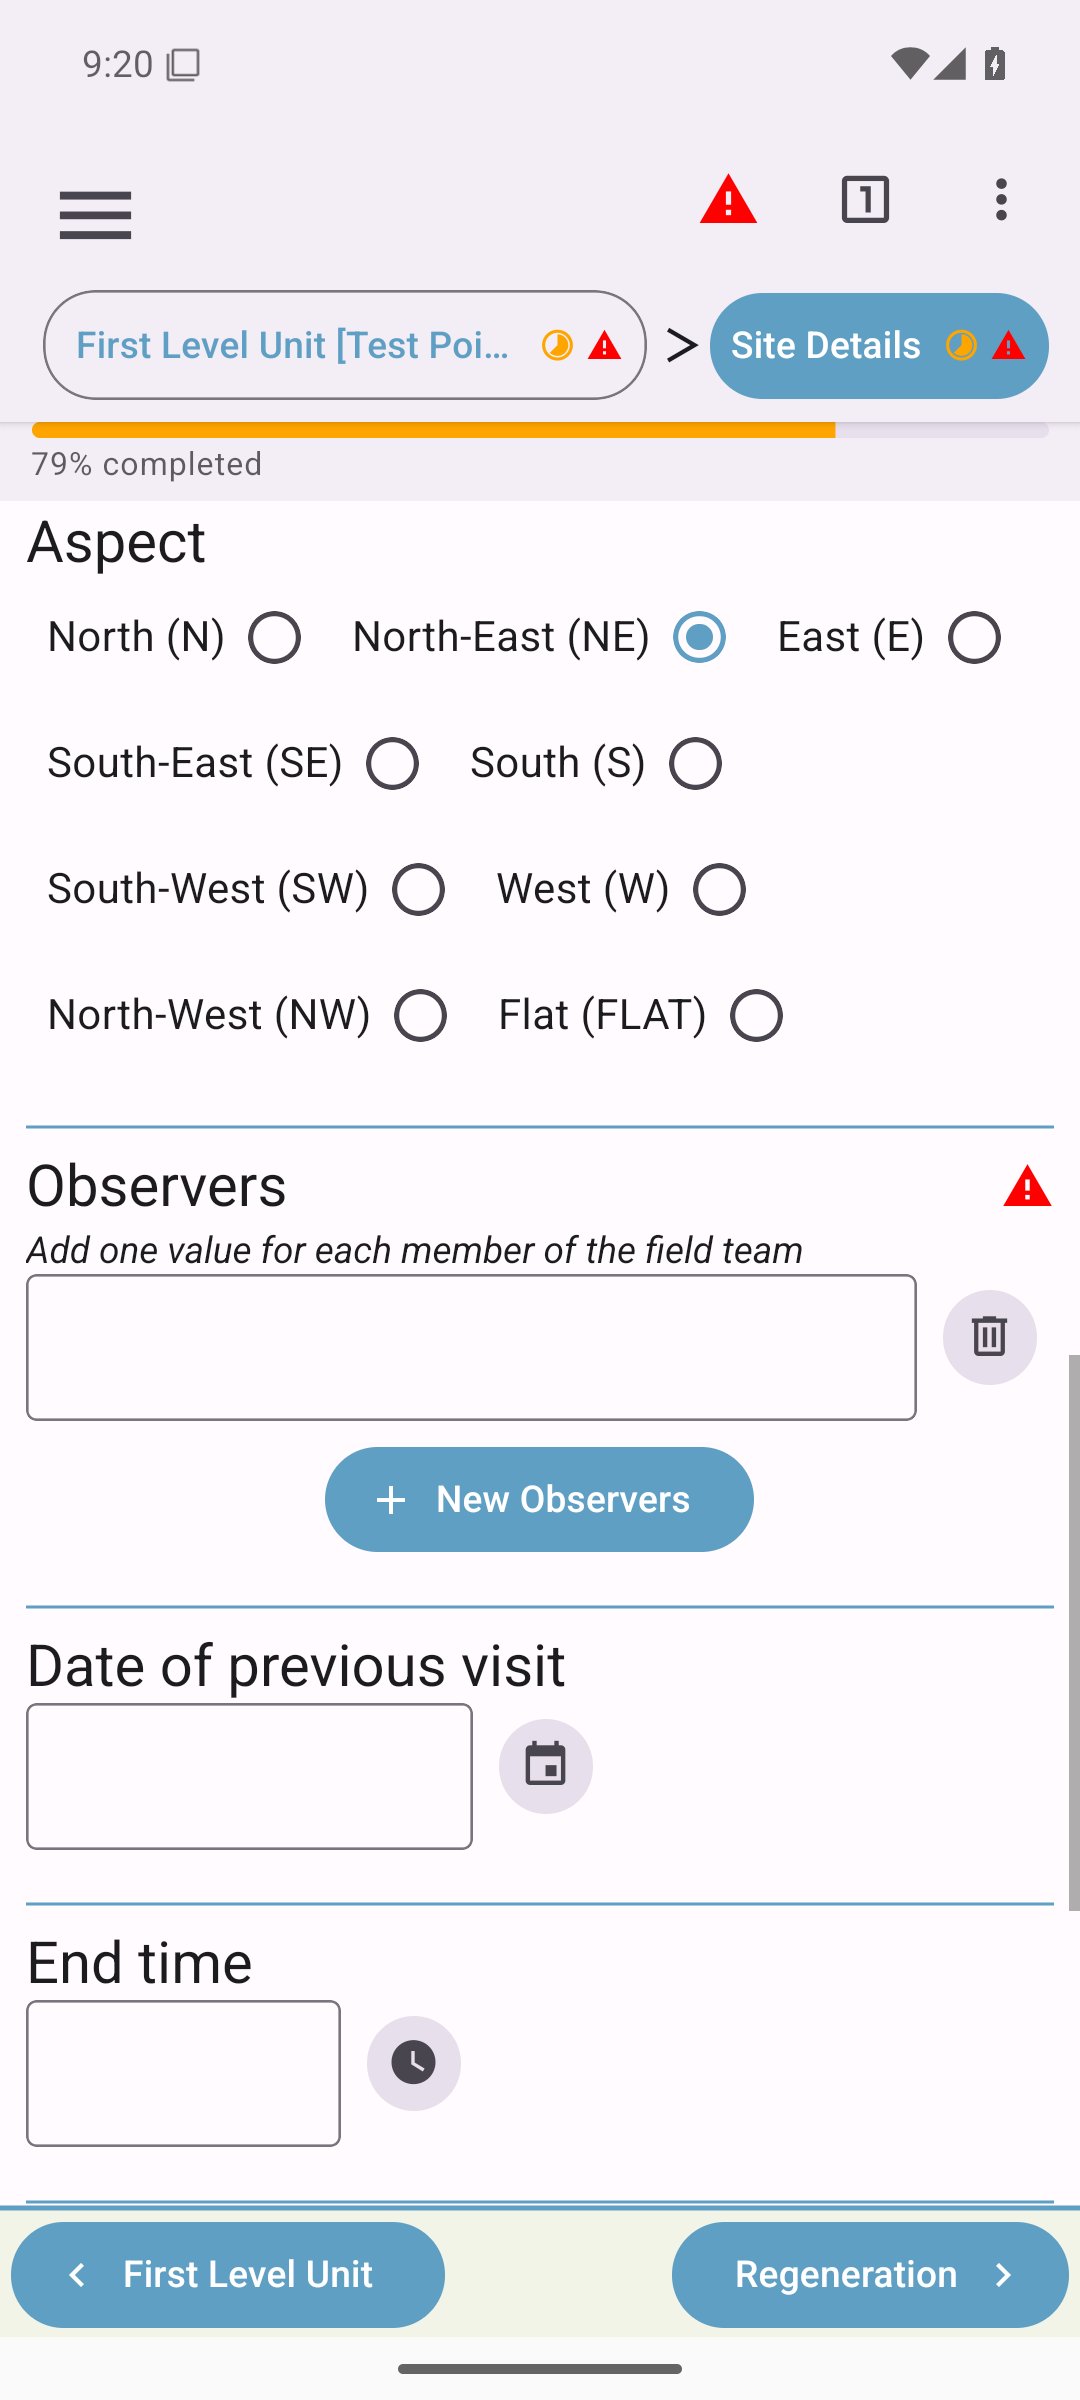 9:20
1
First Level Unit [Test Poi... > Site Details
79% completed
Aspect
North (N) North-East (NE) East (E)
South-East (SE) South (S)
South-West (SW) West (W)
North-West (NW) Flat (FLAT)
Observers
Add one value for each member of the field team
+ New Observers
Date of previous visit
End time
First Level Unit Regeneration